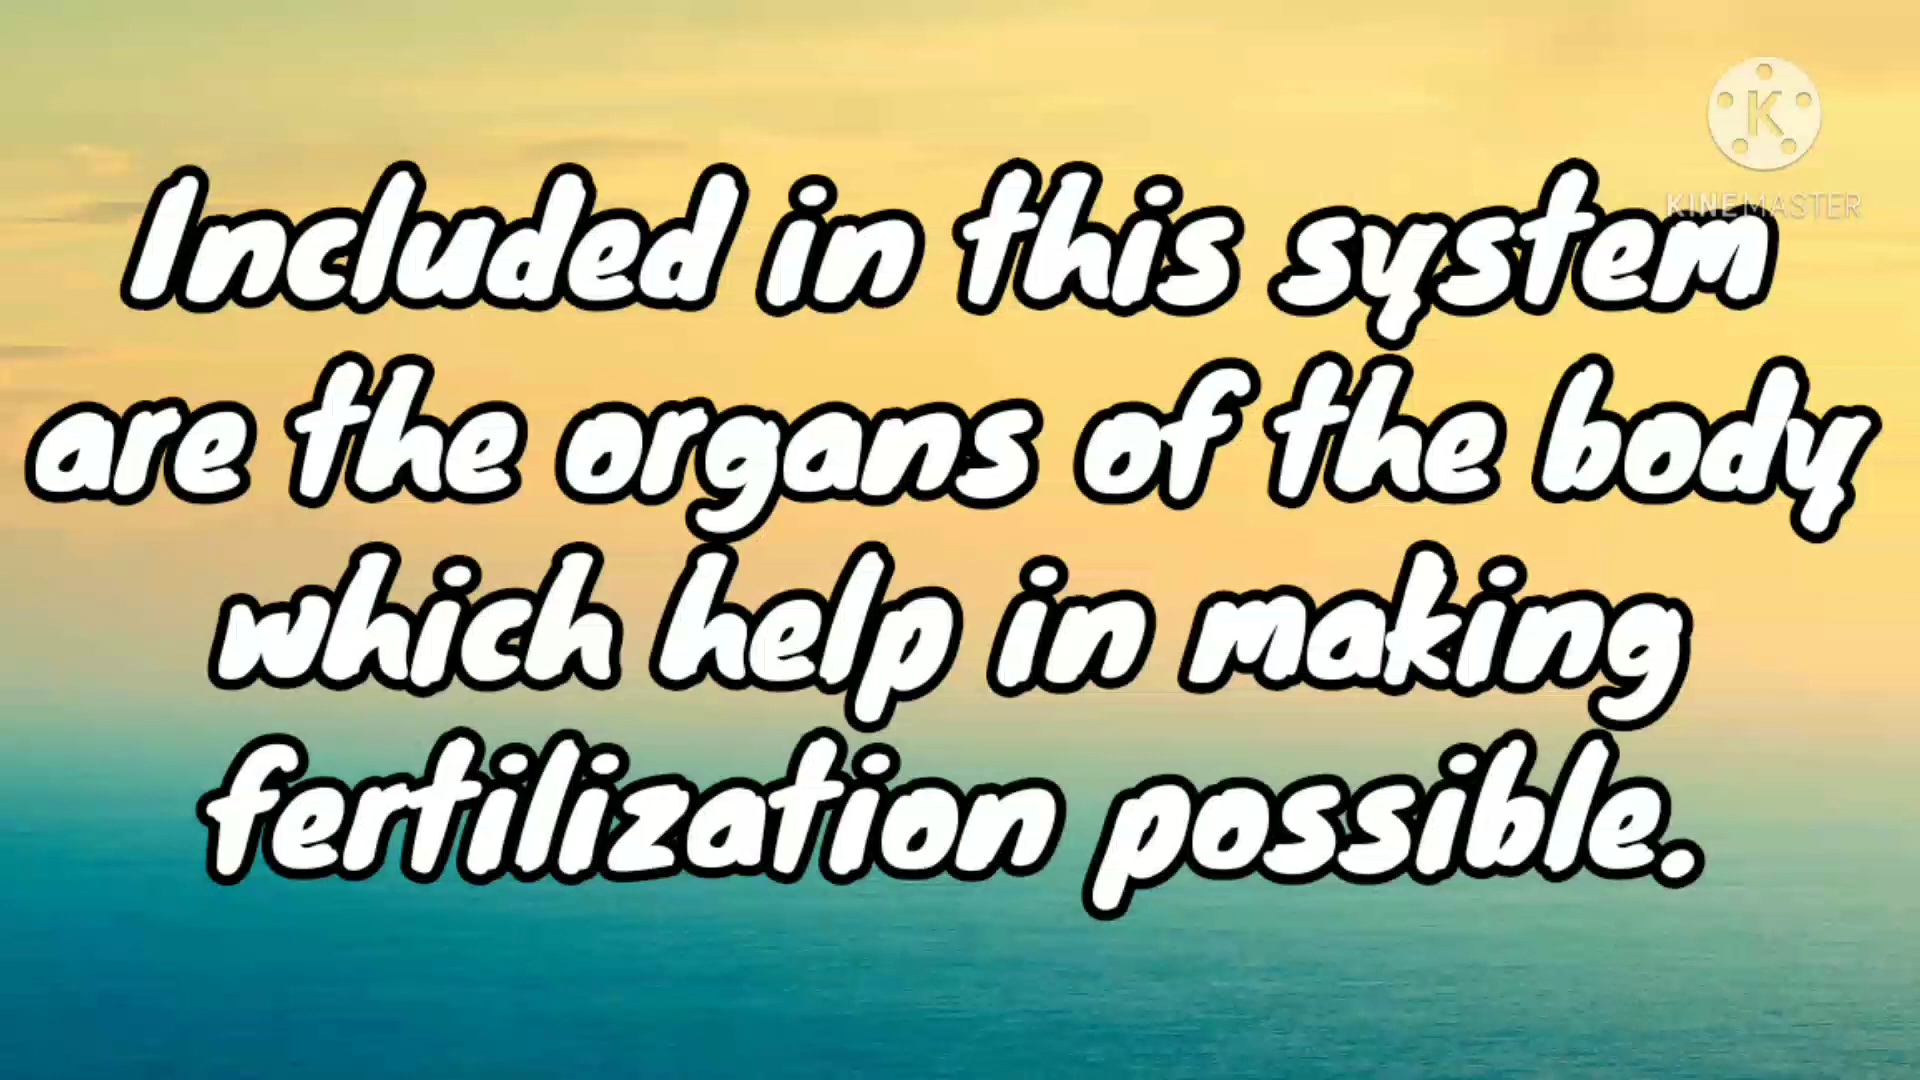 K
KINEMASTER
Included in this system
are the organs of the body
which help in making
fertilization possible.